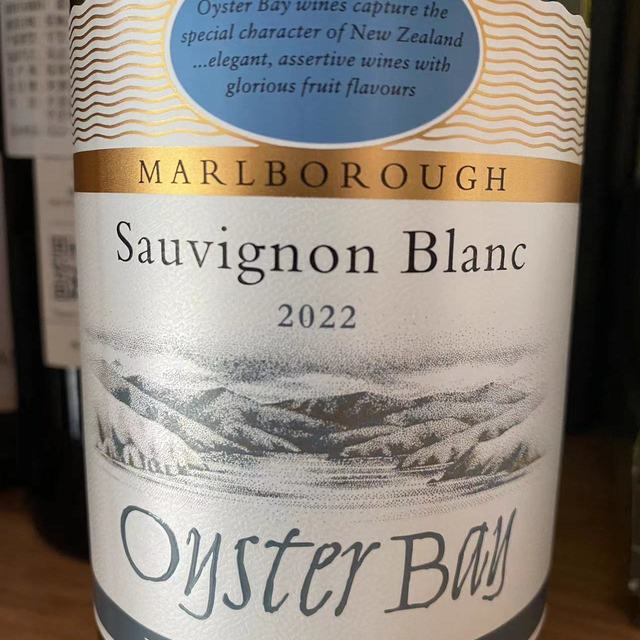 Oyster Bay wines capture the
special character of New Zealand
...elegant, assertive wines with
glorious fruit flavours
MARLBOROUGH
Sauvignon Blanc
2022
Oyster Bay